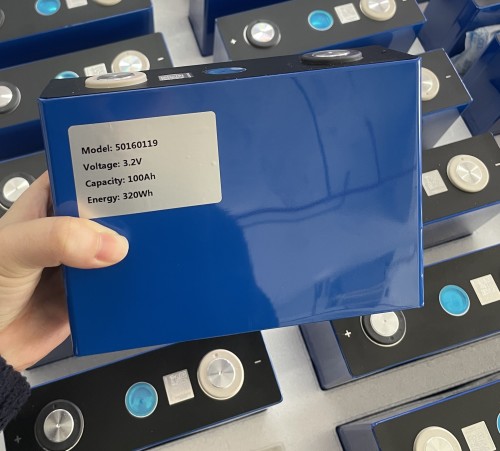 Model: 50160119
Voltage: 3.2V
Capacity: 100Ah
Energy: 320Wh